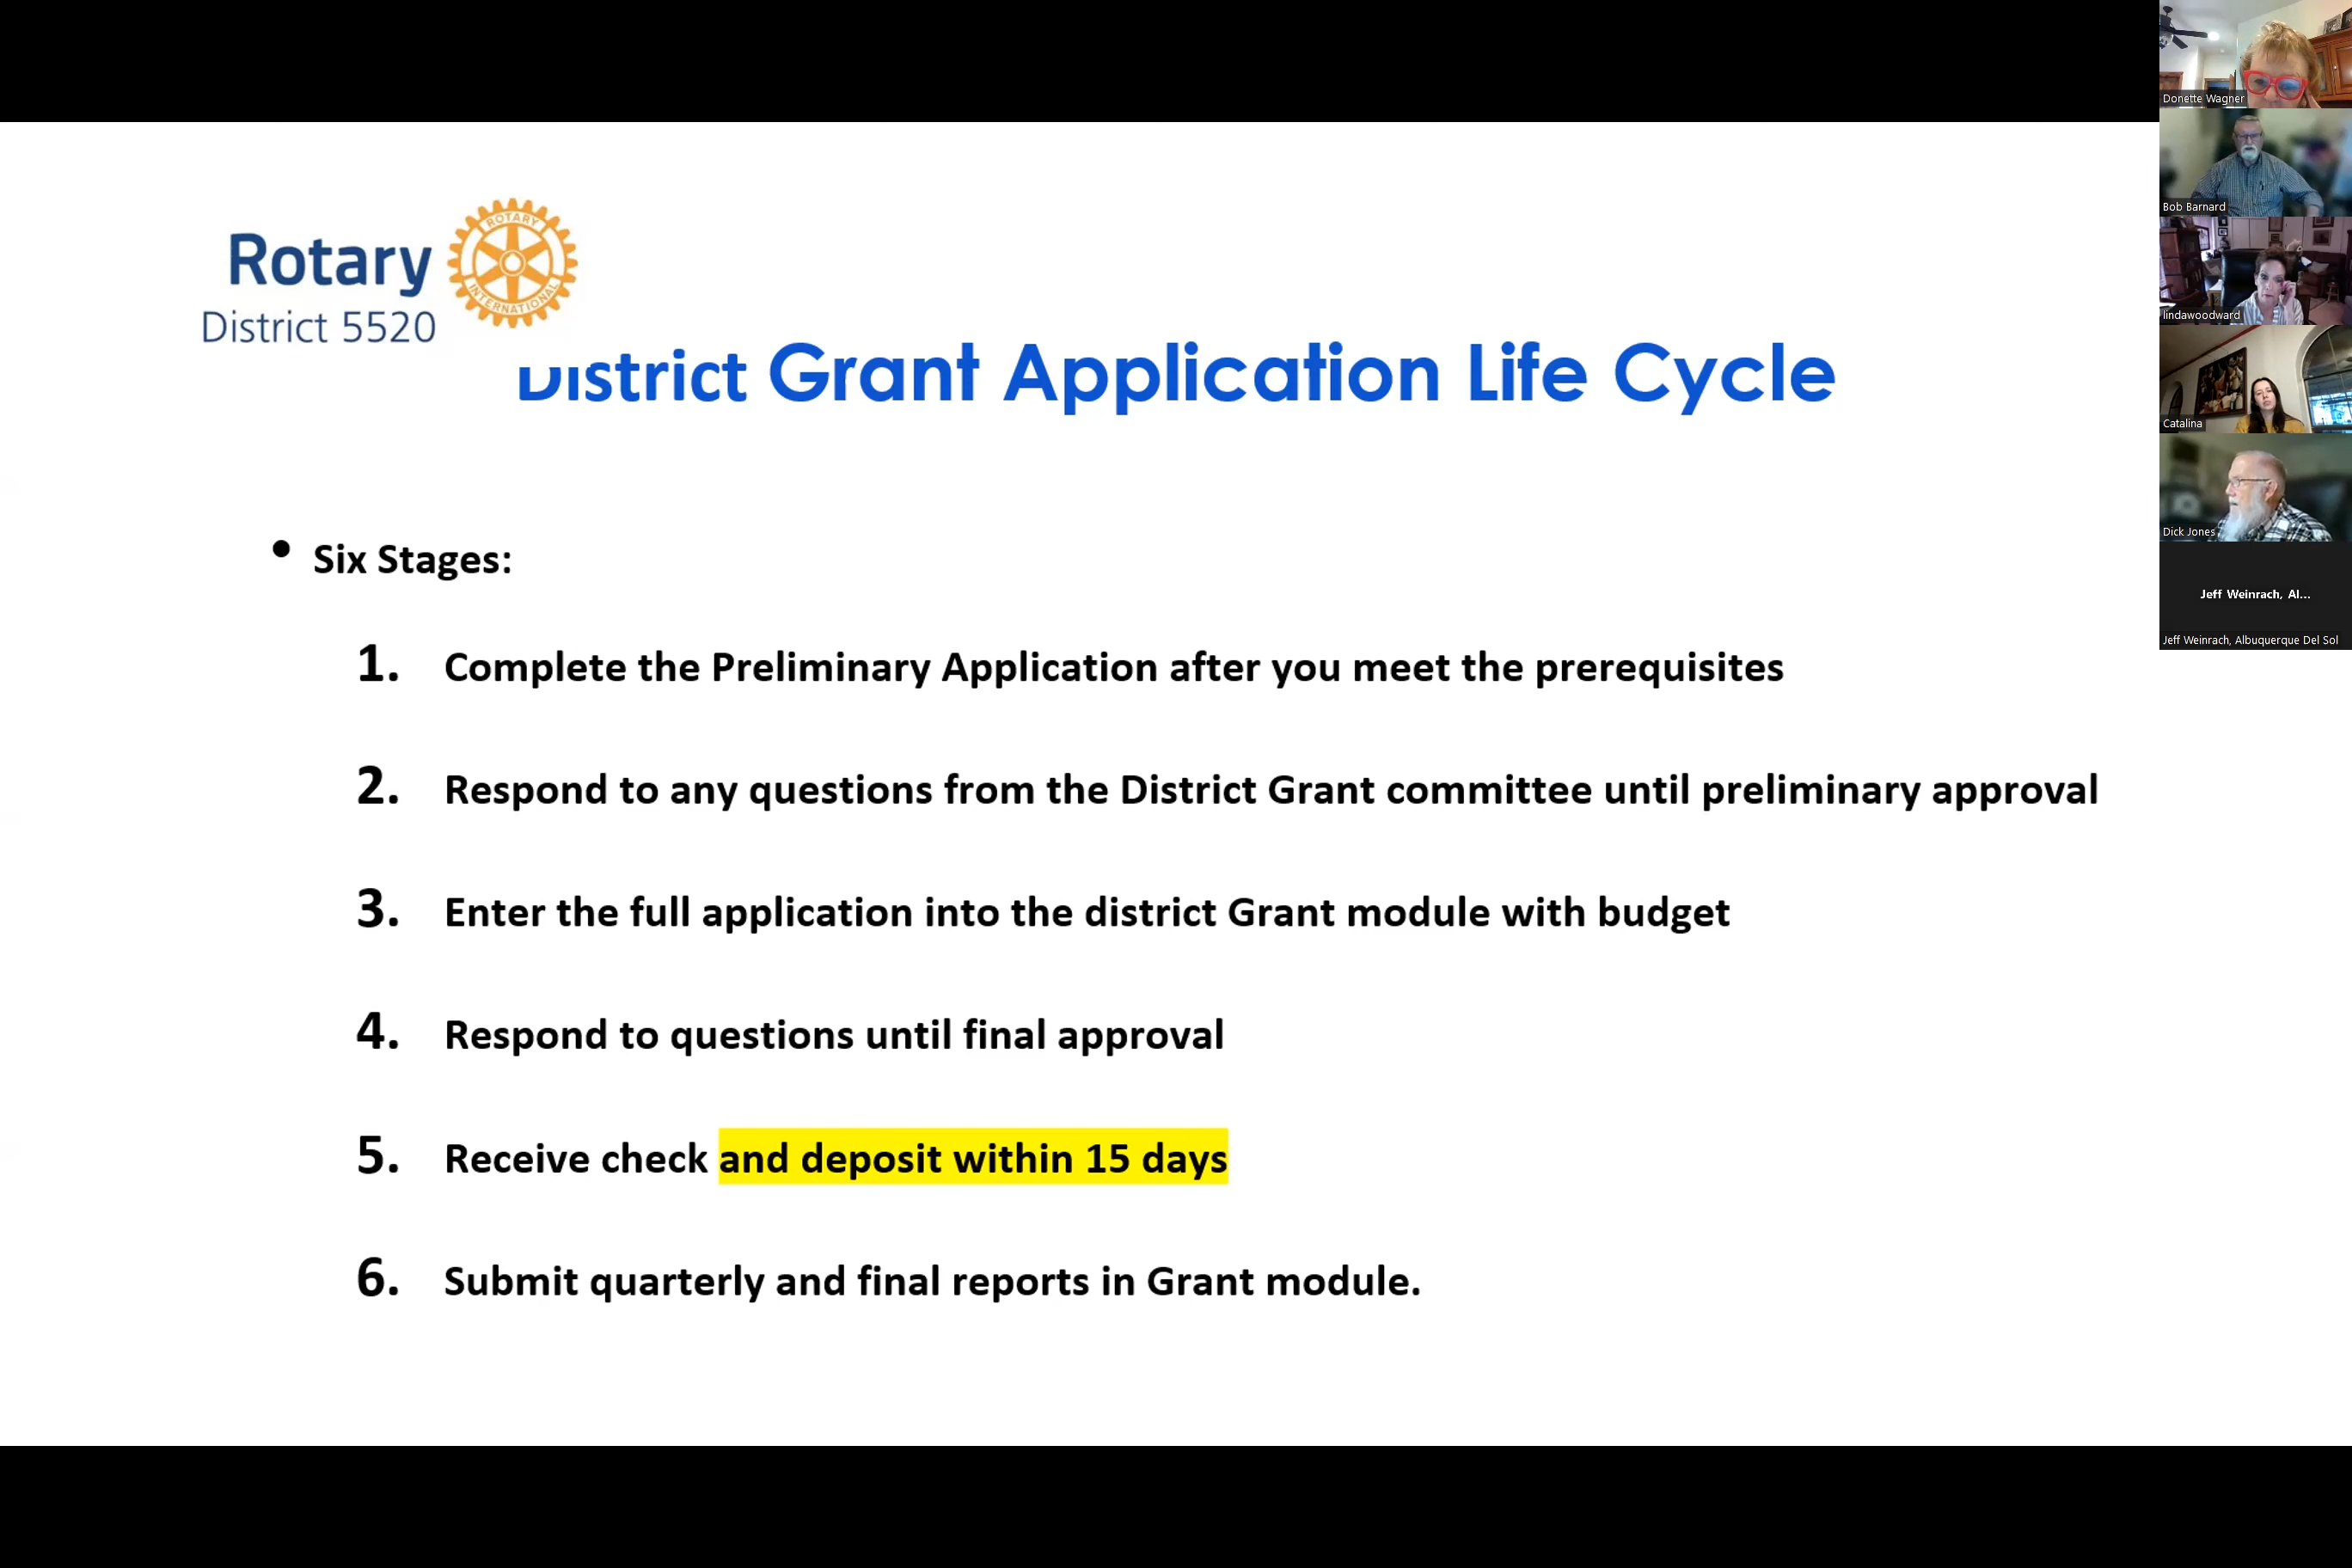 Rotary
District 5520
ROTARY
INTERNATIONAL
District Grant Application Life Cycle
• Six Stages:
1. Complete the Preliminary Application after you meet the prerequisites
2. Respond to any questions from the District Grant committee until preliminary approval
3. Enter the full application into the district Grant module with budget
4. Respond to questions until final approval
5. Receive check and deposit within 15 days
6. Submit quarterly and final reports in Grant module.
Donette Wagner
Bob Barnard
lindawoodward
Catalina
Dick Jones
Jeff Weinrach, Al...
Jeff Weinrach, Albuquerque Del Sol